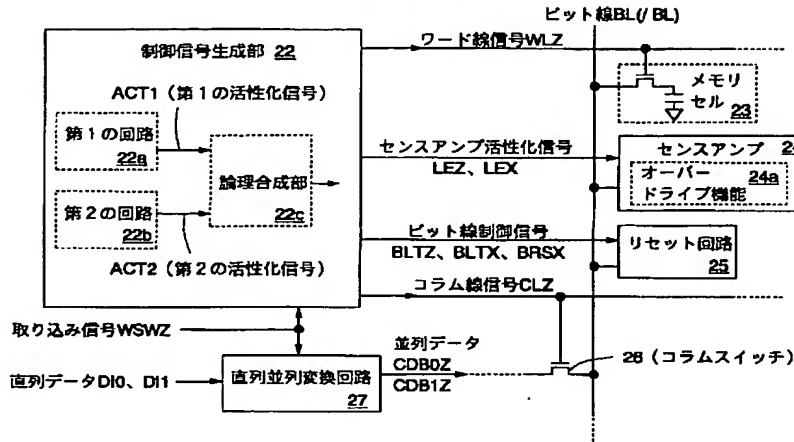 ビット線BL(/ BL)
制御信号生成部 22
ワード線信号WLZ
ACT1 (第１の活性化信号)
メモリ
セル
23
第１の回路
22a
センスアンプ活性化信号
LEZ、LEX
センスアンプ
オーバー
ドライブ機能
24a
論理合成部
22c
第２の回路
22b
ビット線制御信号
BLTZ、BLTX、BRSX
リセット回路
25
ACT2 (第２の活性化信号)
コラム線信号CLZ
取り込み信号WSWZ
並列データ
CDB0Z
CDB1Z
直列データDI0、DI1
直列並列変換回路
27
26 (コラムスイッチ)